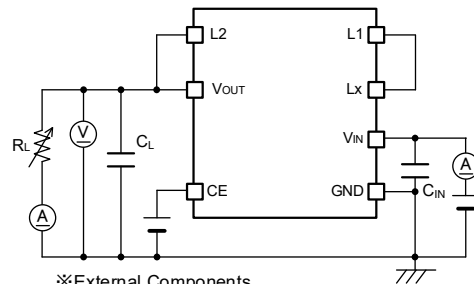 L2 L1
VOUT Lx
RL V CL VIN A
CE GND CIN
A
※External Components